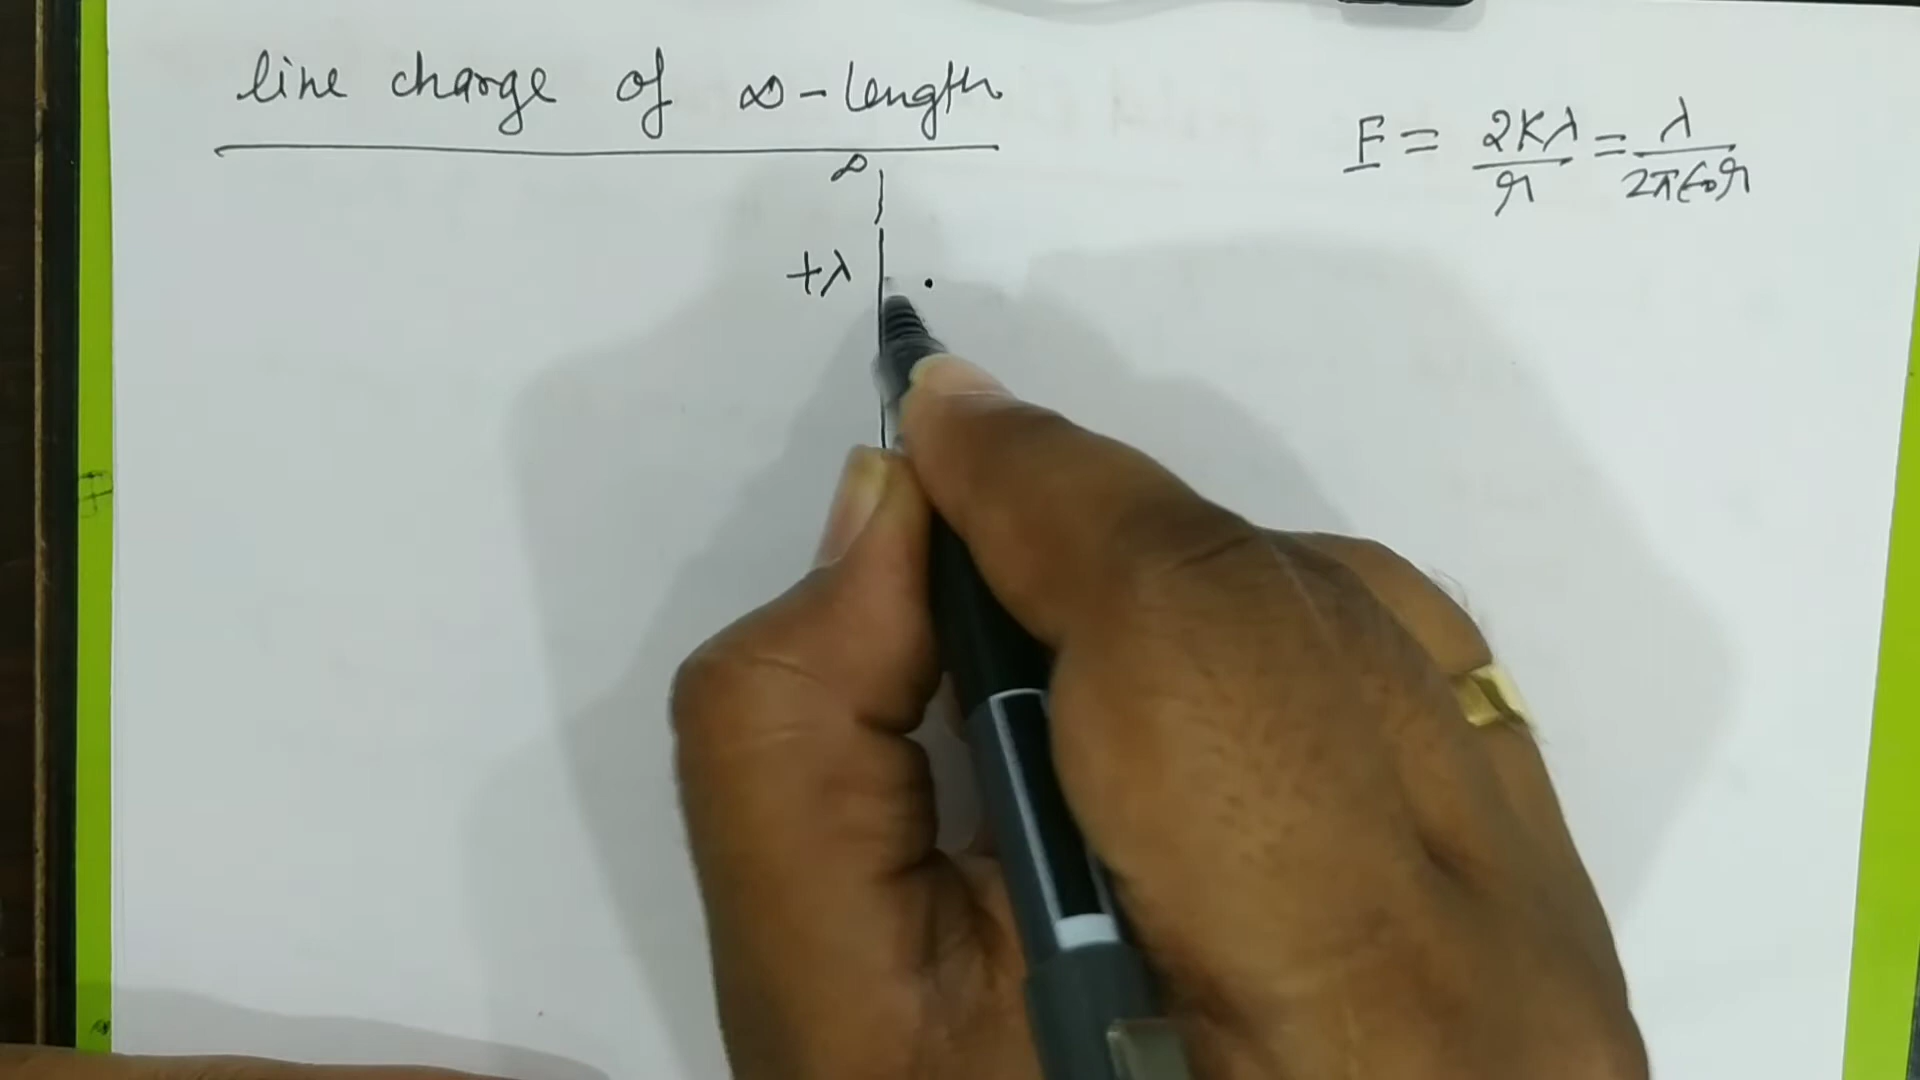 line charge of ∞-length
E = 2Kλ/r = λ/2πϵ₀r
∞
+λ